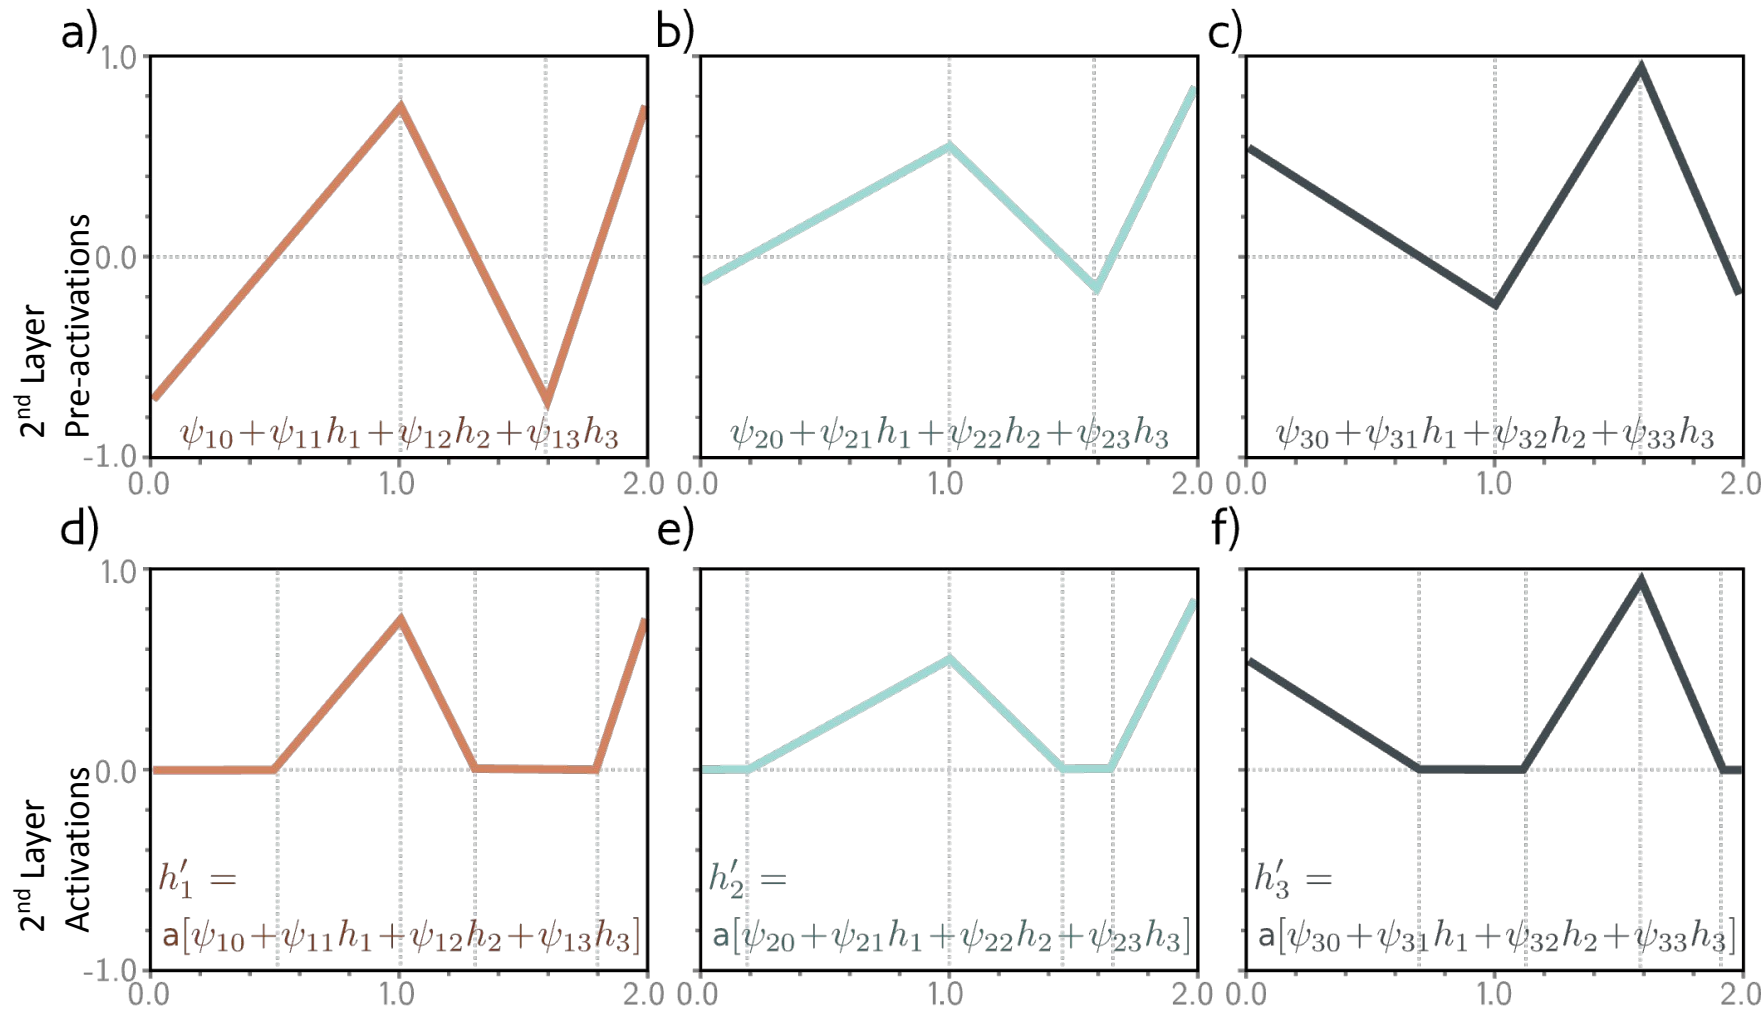 a)
b)
c)
2nd Layer
Pre-activations
1.0
0.0
-1.0
ψ₁₀+ψ₁₁h₁+ψ₁₂h₂+ψ₁₃h₃
ψ₂₀+ψ₂₁h₁+ψ₂₂h₂+ψ₂₃h₃
ψ₃₀+ψ₃₁h₁+ψ₃₂h₂+ψ₃₃h₃
0.0 1.0 2.0
0.0 1.0 2.0
0.0 1.0 2.0
d)
e)
f)
2nd Layer
Activations
1.0
0.0
-1.0
h′₁ =
a[ψ₁₀+ψ₁₁h₁+ψ₁₂h₂+ψ₁₃h₃]
h′₂ =
a[ψ₂₀+ψ₂₁h₁+ψ₂₂h₂+ψ₂₃h₃]
h′₃ =
a[ψ₃₀+ψ₃₁h₁+ψ₃₂h₂+ψ₃₃h₃]
0.0 1.0 2.0
0.0 1.0 2.0
0.0 1.0 2.0